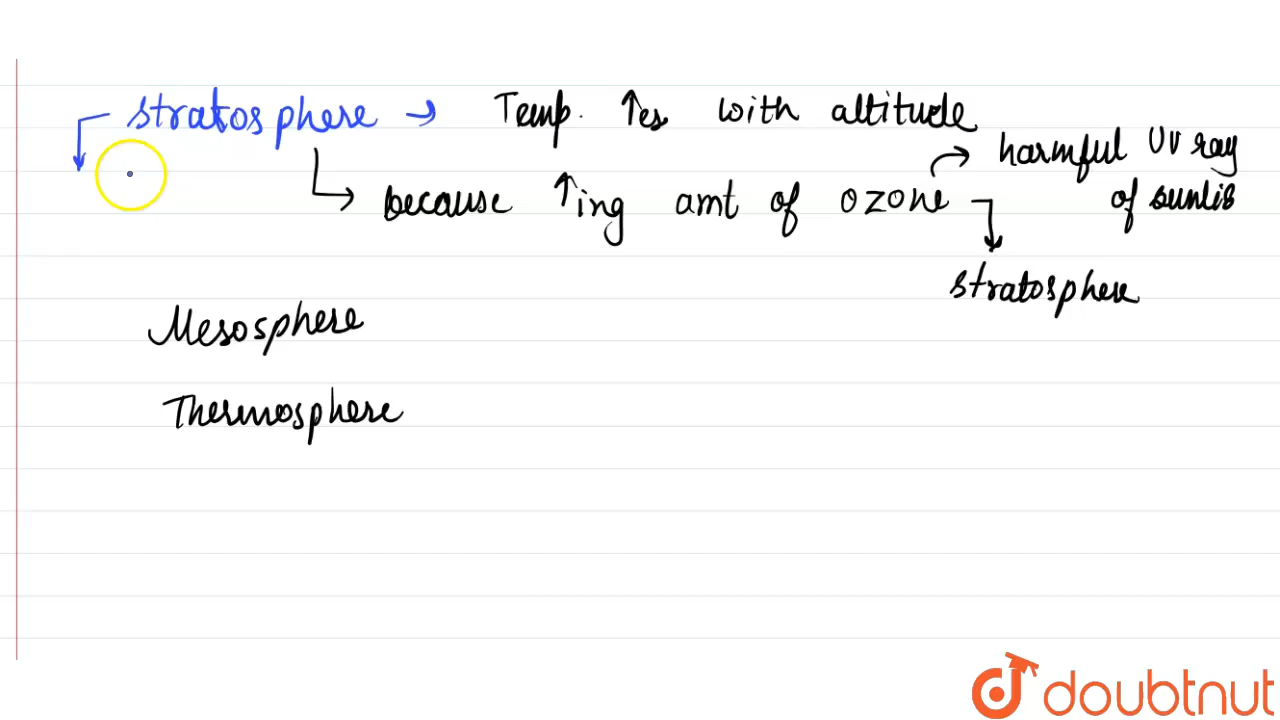 stratosphere → Temp. ↑es with altitude
harmful UV ray
↳ because ↑ing amt of ozone
of sunlis
stratosphere
Mesosphere
Thermosphere
doubtnut